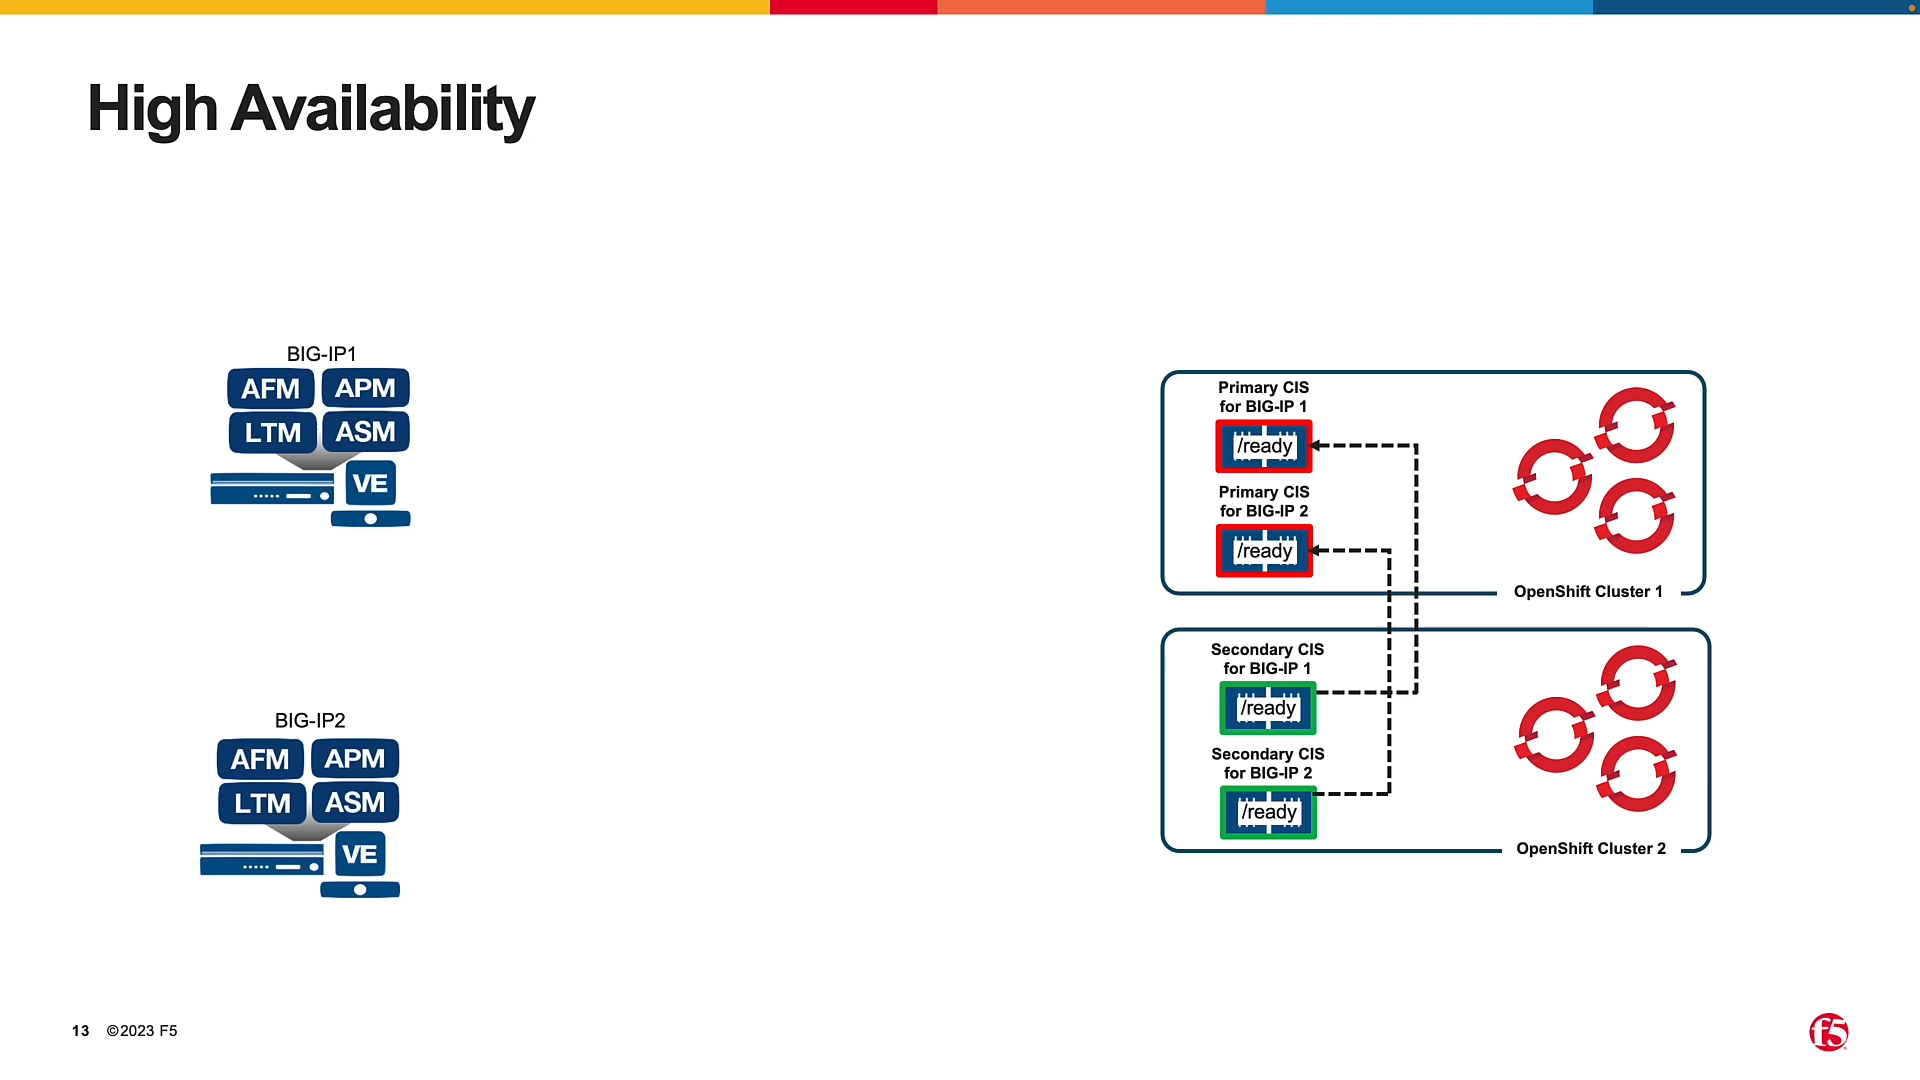 High Availability
BIG-IP1
AFM APM
LTM ASM
VE
BIG-IP2
AFM APM
LTM ASM
VE
Primary CIS
for BIG-IP 1
/ready
Primary CIS
for BIG-IP 2
/ready
OpenShift Cluster 1
Secondary CIS
for BIG-IP 1
/ready
Secondary CIS
for BIG-IP 2
/ready
OpenShift Cluster 2
13 ©2023 F5
f5